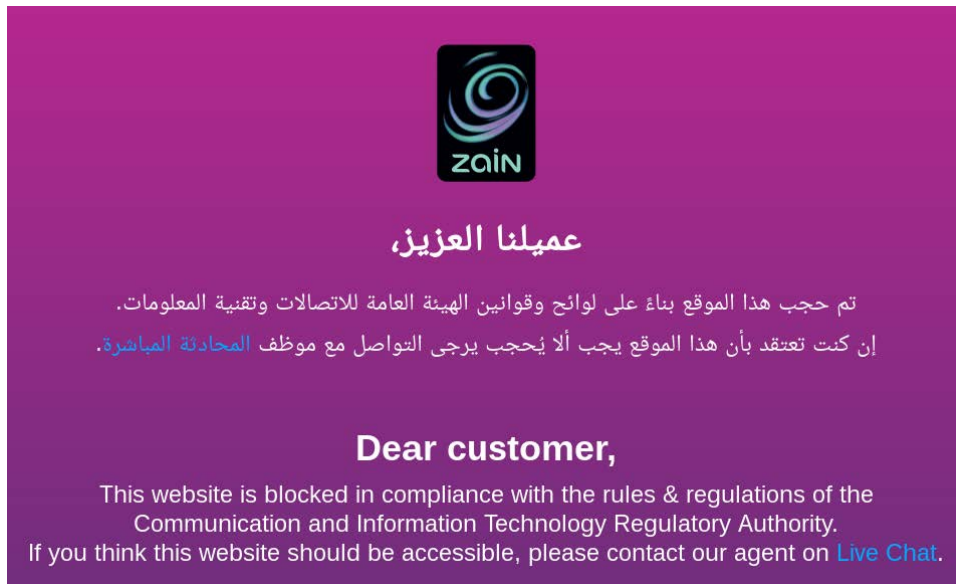 zain
عميلنا العزيز،
تم حجب هذا الموقع بناءً على لوائح وقوانين الهيئة العامة للاتصالات وتقنية المعلومات.
إن كنت تعتقد بأن هذا الموقع يجب ألا يُحجب يرجى التواصل مع موظف المحادثة المباشرة.
Dear customer,
This website is blocked in compliance with the rules & regulations of the
Communication and Information Technology Regulatory Authority.
If you think this website should be accessible, please contact our agent on Live Chat.